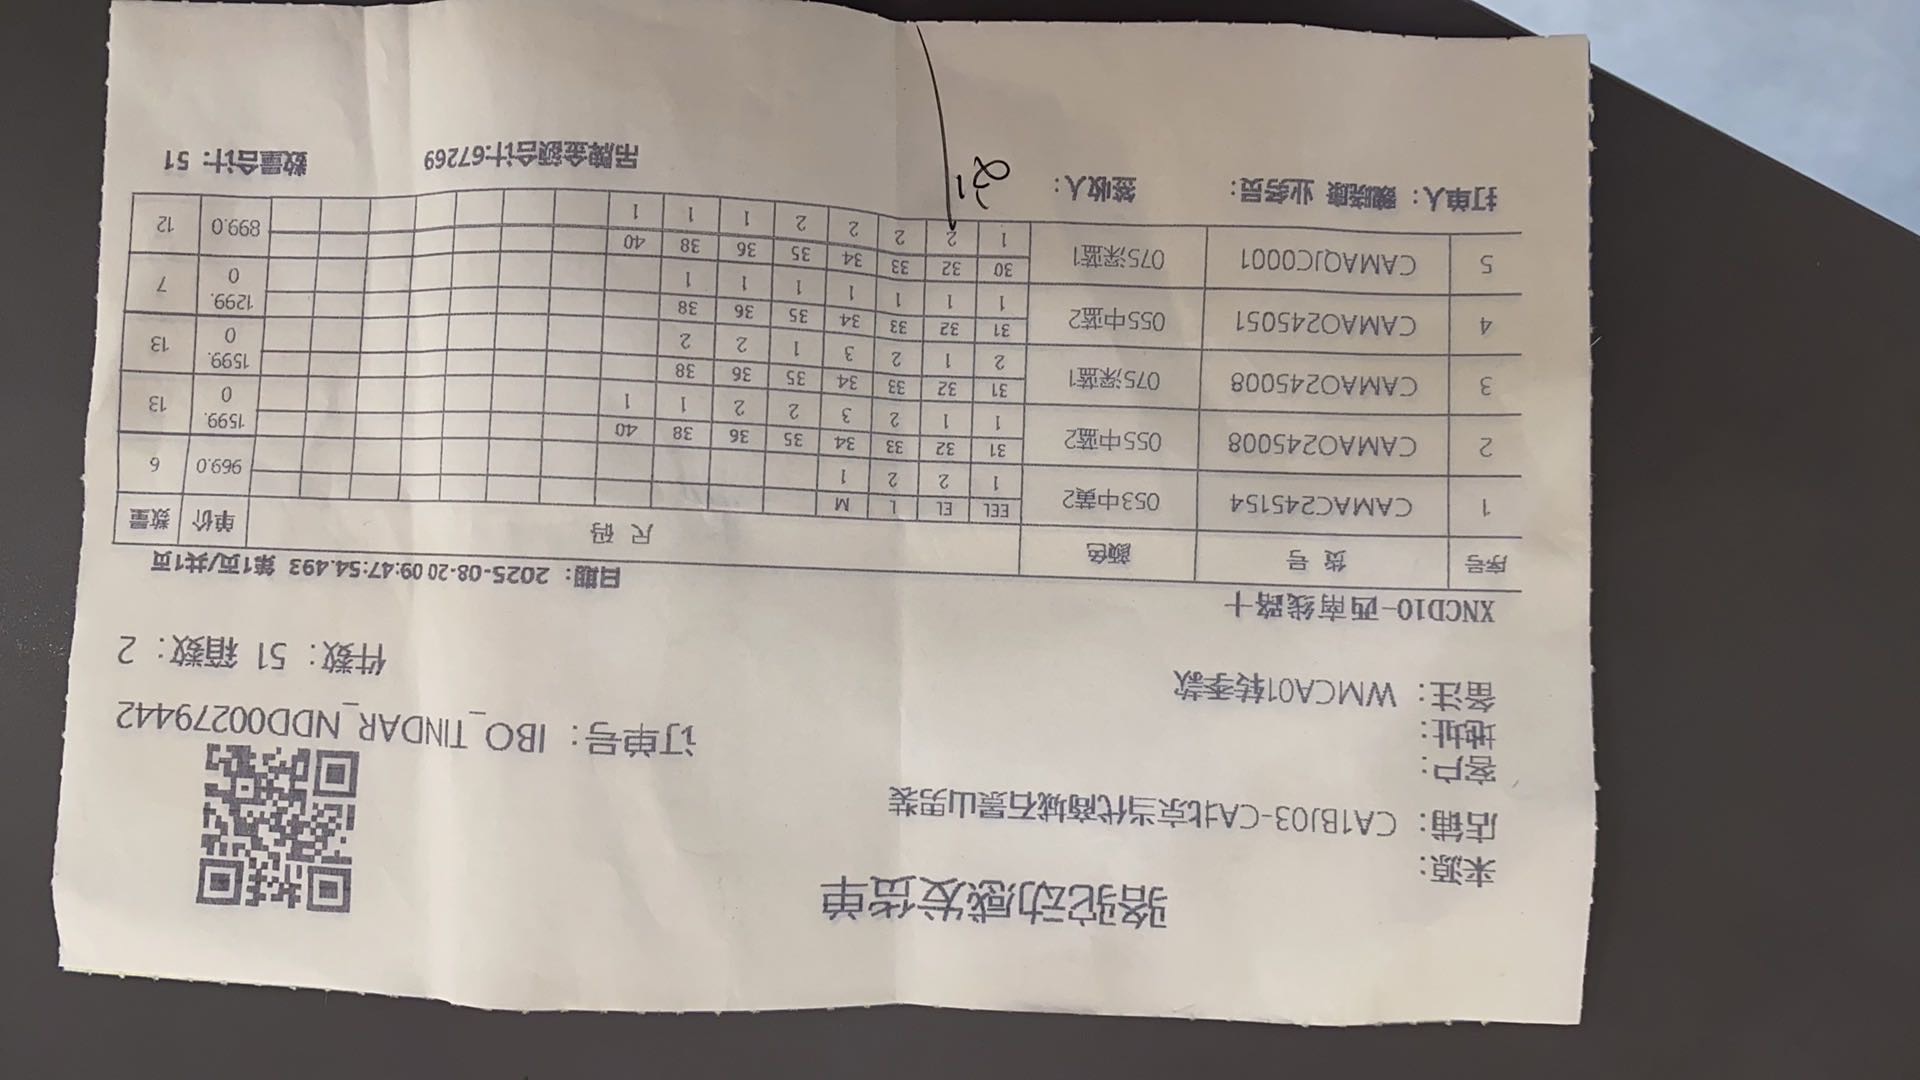 骆驼动感发货单
来源：
店铺：CA1BJ03-CA北京当代商城石景山男装
客户：
地址：
备注：WMCA01转季款
订单号：IBO_TINDAR_NDD00279442
件数：51 箱数：2
XNCD10-西南线路十
日期：2025-08-20 09:47:54.493 第1页/共1页
序号 货号 颜色 尺码 单价 数量
1 CAMAC245154 053中黄2 EEL EL L M 969.0 6
1 2 2 1
2 CAMAO245008 055中蓝2 31 32 33 34 35 36 38 40 1599.0 13
1 1 2 3 2 2 1 1
3 CAMAO245008 075深蓝1 31 32 33 34 35 36 38 1599.0 13
2 1 2 3 1 2 2
4 CAMAO245051 055中蓝2 31 32 33 34 35 36 38 1299.0 7
1 1 1 1 1 1 1
5 CAMAQJC0001 075深蓝1 30 32 33 34 35 36 38 40 899.0 12
1 2 2 2 2 1 1 1
打单人：魏晓康 业务员： 签收人： 吊牌金额合计:67269 数量合计：51